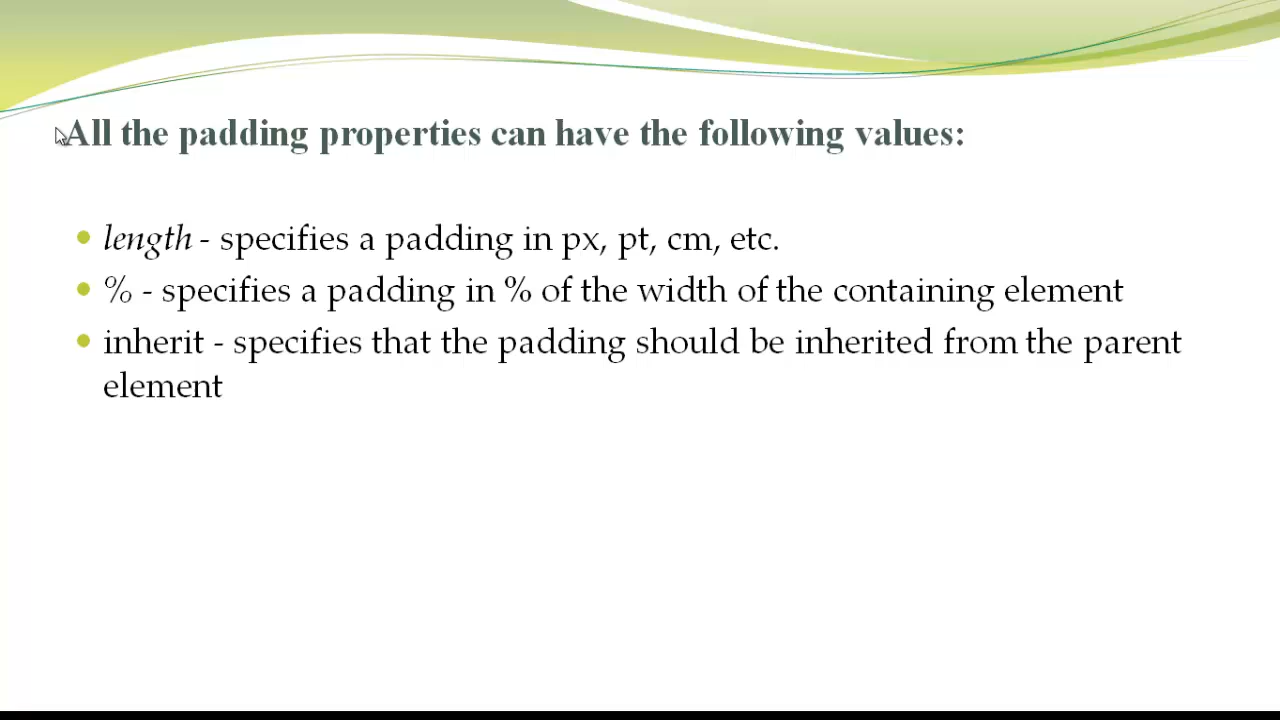 All the padding properties can have the following values:
length - specifies a padding in px, pt, cm, etc.
% - specifies a padding in % of the width of the containing element
inherit - specifies that the padding should be inherited from the parent
element